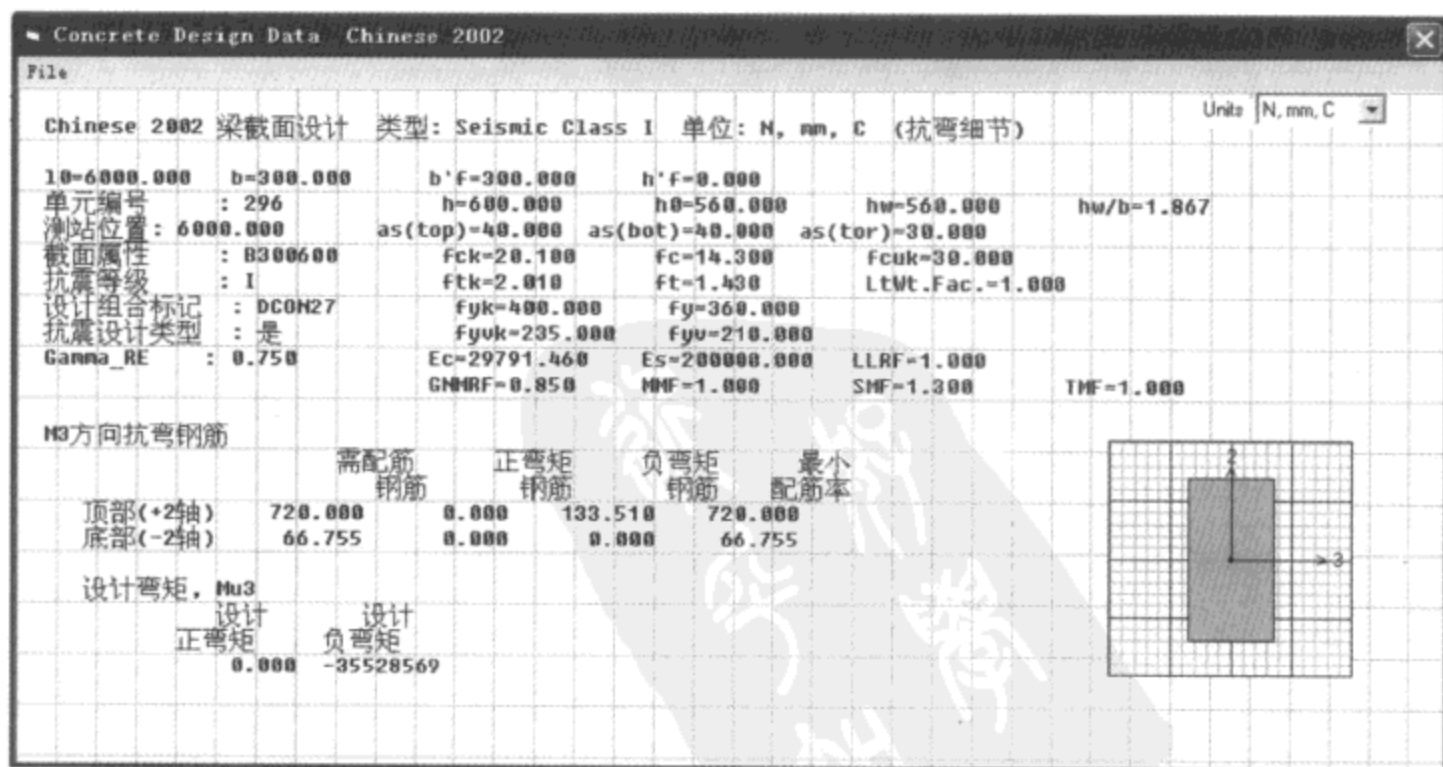 Concrete Design Data Chinese 2002
File
Units N, mm, C
Chinese 2002 梁截面设计 类型: Seismic Class I 单位: N, mm, C (抗弯细节)
l0=6000.000 b=300.000 b'f=300.000 h'f=0.000
单元编号 : 296 h=600.000 h0=560.000 hw=560.000 hw/b=1.867
测站位置: 6000.000 as(top)=40.000 as(bot)=40.000 as(tor)=30.000
截面属性 : B300600 fck=20.100 fc=14.300 fcuk=30.000
抗震等级 : I ftk=2.010 ft=1.430 LtWt.Fac.=1.000
设计组合标记 : DCON27 fyk=400.000 fy=360.000
抗震设计类型 : 是 fyvk=235.000 fyv=210.000
Gamma_RE : 0.750 Ec=29791.460 Es=200000.000 LLRF=1.000
GNMRF=0.850 MMF=1.000 SMF=1.300 TMF=1.000
M3方向抗弯钢筋
需配筋 正弯矩 负弯矩 最小
钢筋 钢筋 钢筋 配筋率
顶部(+2轴) 720.000 0.000 133.510 720.000
底部(-2轴) 66.755 0.000 0.000 66.755
设计弯矩, Mu3
设计 设计
正弯矩 负弯矩
0.000 -35528569
2
3